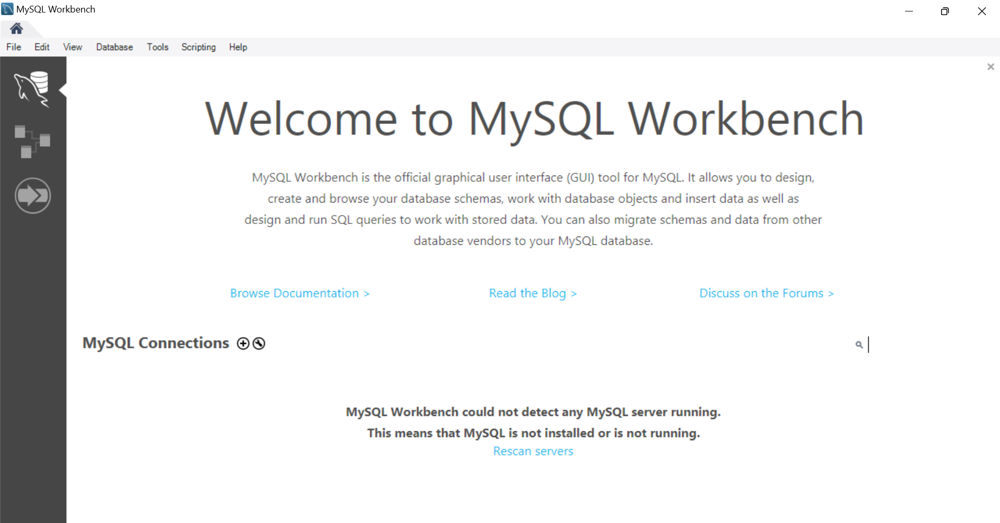 MySQL Workbench
File Edit View Database Tools Scripting Help
Welcome to MySQL Workbench
MySQL Workbench is the official graphical user interface (GUI) tool for MySQL. It allows you to design,
create and browse your database schemas, work with database objects and insert data as well as
design and run SQL queries to work with stored data. You can also migrate schemas and data from other
database vendors to your MySQL database.
Browse Documentation > Read the Blog > Discuss on the Forums >
MySQL Connections
MySQL Workbench could not detect any MySQL server running.
This means that MySQL is not installed or is not running.
Rescan servers